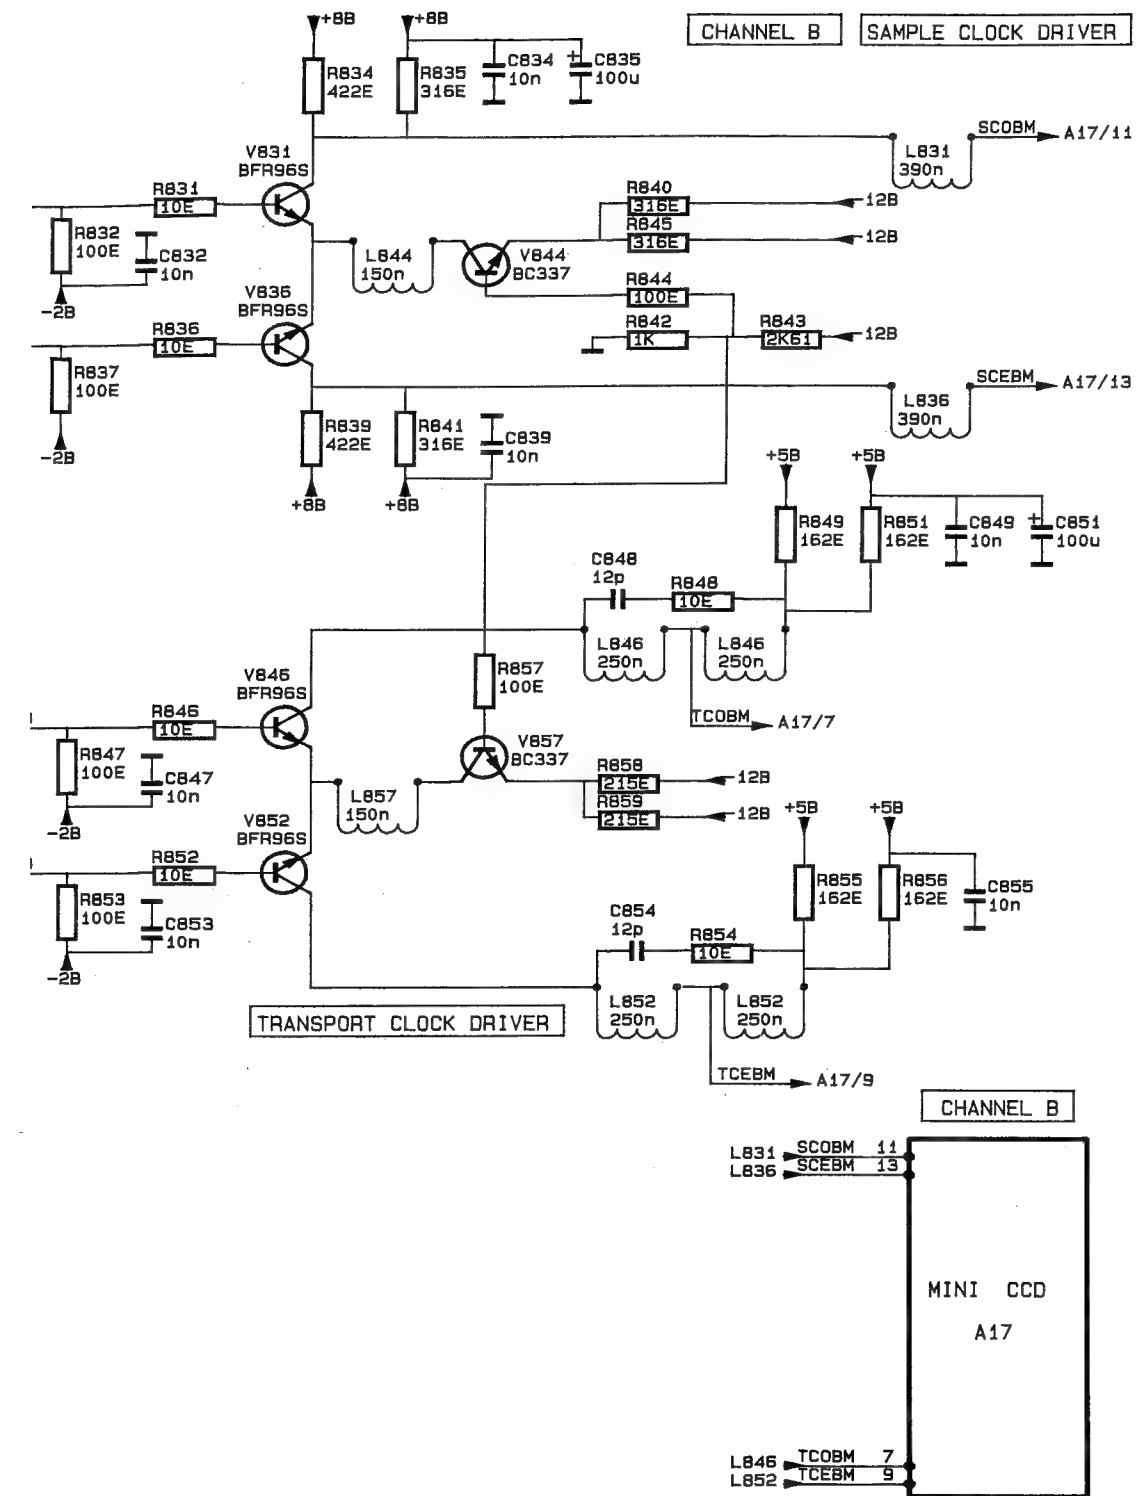 +8B +8B
CHANNEL B SAMPLE CLOCK DRIVER
R834 422E
R835 316E
C834 10n
C835 100u
+
SCOBM A17/11
L831 390n
V831 BFR96S
R831 10E
R832 100E
C832 10n
-2B
L844 150n
V844 BC337
R840 316E 12B
R845 316E 12B
R844 100E
R842 1K
R843 2K61 12B
V836 BFR96S
R836 10E
R837 100E
-2B
SCEBM A17/13
L836 390n
R839 422E
R841 316E
C839 10n
+8B +8B
+5B +5B
R849 162E
R851 162E
C849 10n
C851 100u
+
C848 12p
R848 10E
L846 250n
L846 250n
TCOBM A17/7
V846 BFR96S
R846 10E
R847 100E
C847 10n
-2B
R857 100E
V857 BC337
L857 150n
R858 215E 12B
R859 215E 12B
V852 BFR96S
R852 10E
R853 100E
C853 10n
-2B
+5B +5B
R855 162E
R856 162E
C855 10n
C854 12p
R854 10E
L852 250n
L852 250n
TRANSPORT CLOCK DRIVER
TCEBM A17/9
CHANNEL B
L831 SCOBM 11
L836 SCEBM 13
MINI CCD
A17
L846 TCOBM 7
L852 TCEBM 9